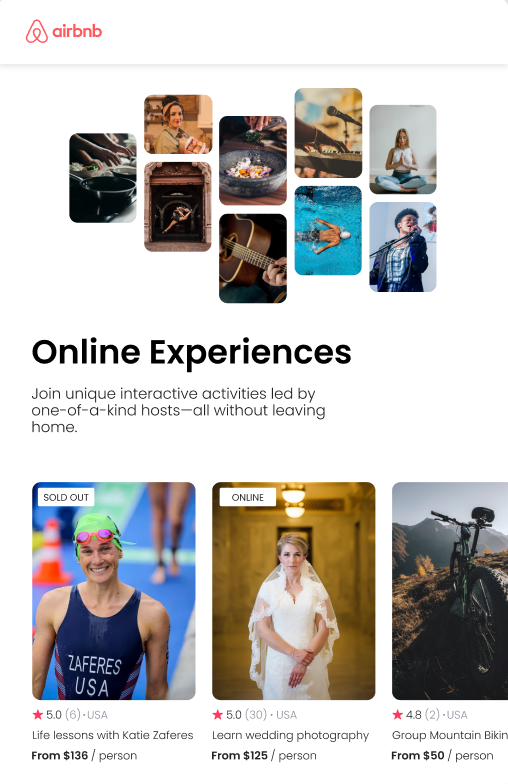 airbnb
Online Experiences
Join unique interactive activities led by
one-of-a-kind hosts—all without leaving
home.
SOLD OUT
ZAFERES
USA
5.0 (6)·USA
Life lessons with Katie Zaferes
From $136 / person
ONLINE
5.0 (30)·USA
Learn wedding photography
From $125 / person
4.8 (2)·USA
Group Mountain Bikin
From $50 / person